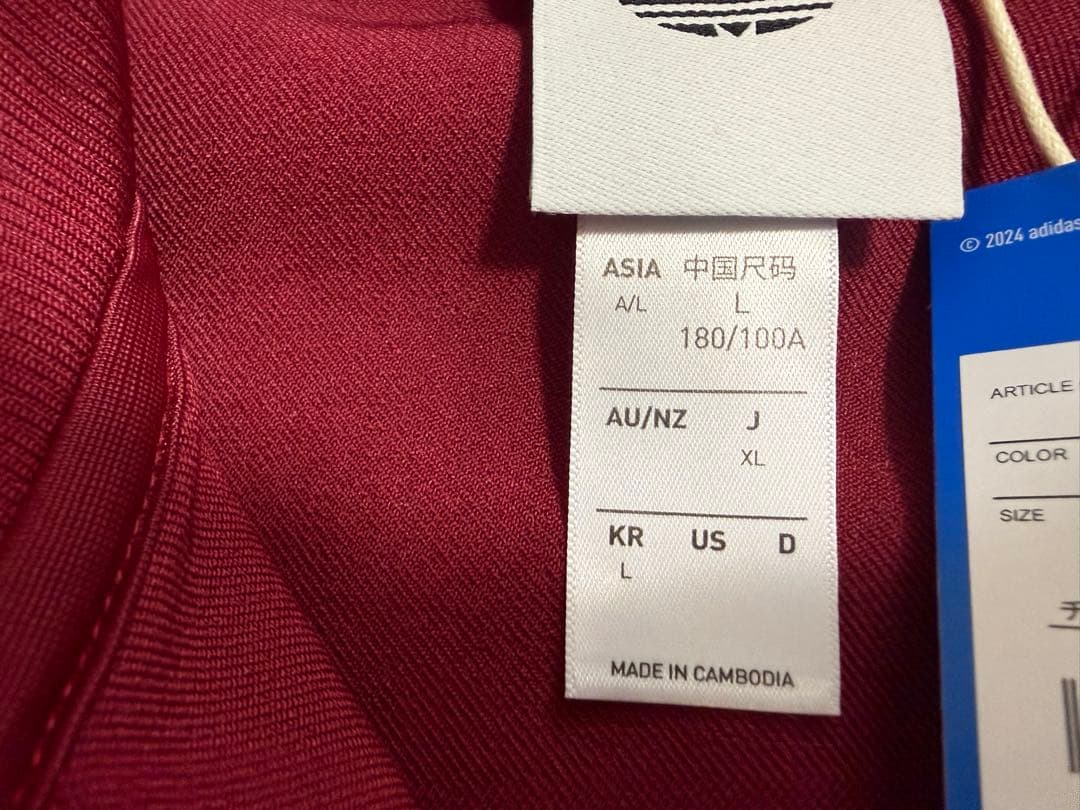 ASIA 中国尺码
A/L L
180/100A
AU/NZ J
XL
KR US D
L
MADE IN CAMBODIA
© 2024 adidas
ARTICLE
COLOR
SIZE